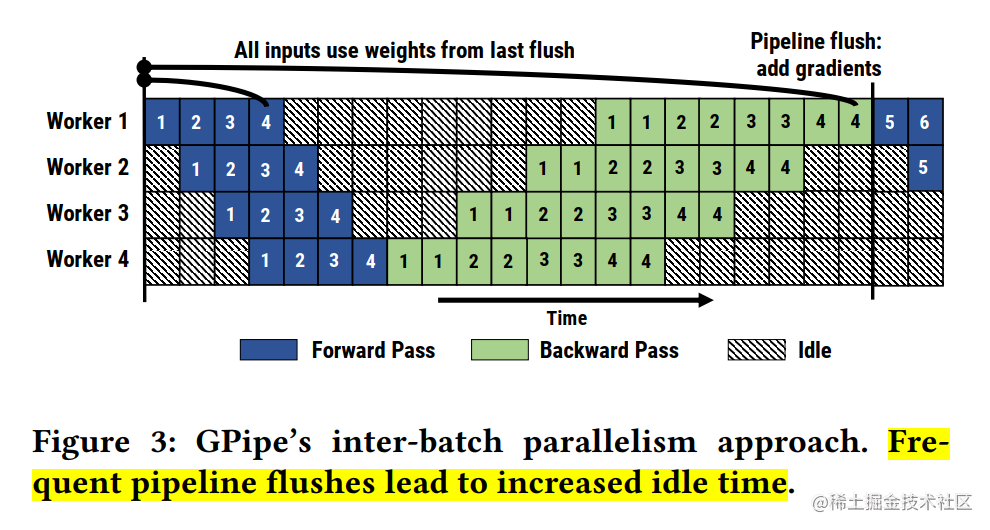 All inputs use weights from last flush
Pipeline flush:
add gradients
Worker 1 1 2 3 4 1 1 2 2 3 3 4 4 5 6
Worker 2 1 2 3 4 1 1 2 2 3 3 4 4 5
Worker 3 1 2 3 4 1 1 2 2 3 3 4 4
Worker 4 1 2 3 4 1 1 2 2 3 3 4 4
Time
Forward Pass Backward Pass Idle
Figure 3: GPipe's inter-batch parallelism approach. Fre-
quent pipeline flushes lead to increased idle time.
@稀土掘金技术社区